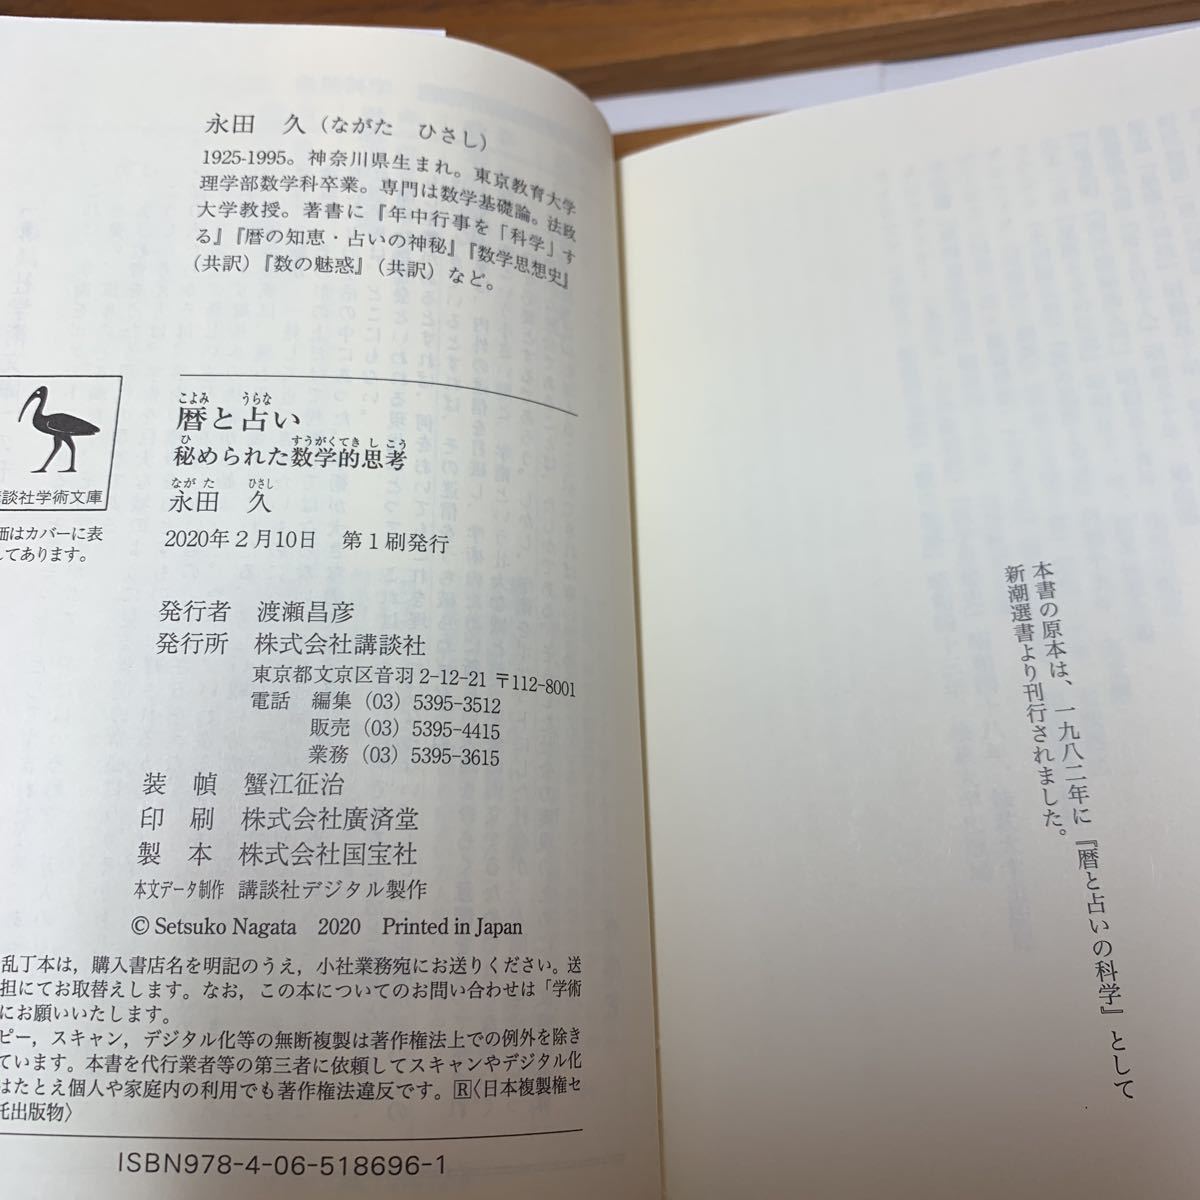 永田　久（ながた　ひさし）
1925-1995。神奈川県生まれ。東京教育大学
理学部数学科卒業。専門は数学基礎論。法政
大学教授。著書に『年中行事を「科学」す
る』『暦の知恵・占いの神秘』『数学思想史』
(共訳)『数の魅惑』(共訳) など。
談社学術文庫
価はカバーに表
してあります。
こよみ　うらな
暦と占い
ひ　すうがくてきしこう
秘められた数学的思考
ながた　ひさし
永田　久
2020年2月10日　第1刷発行
発行者　渡瀬昌彦
発行所　株式会社講談社
東京都文京区音羽 2-12-21 〒112-8001
電話　編集 (03) 5395-3512
販売 (03) 5395-4415
業務 (03) 5395-3615
装　幀　蟹江征治
印　刷　株式会社廣済堂
製　本　株式会社国宝社
本文データ制作　講談社デジタル製作
© Setsuko Nagata　2020　Printed in Japan
乱丁本は，購入書店名を明記のうえ，小社業務宛にお送りください。送
担にてお取替えします。なお，この本についてのお問い合わせは「学術
にお願いいたします。
ピー，スキャン，デジタル化等の無断複製は著作権法上での例外を除き
ています。本書を代行業者等の第三者に依頼してスキャンやデジタル化
はたとえ個人や家庭内の利用でも著作権法違反です。R〈日本複製権セ
託出版物〉
ISBN978-4-06-518696-1
本書の原本は、一九八二年に『暦と占いの科学』として
新潮選書より刊行されました。